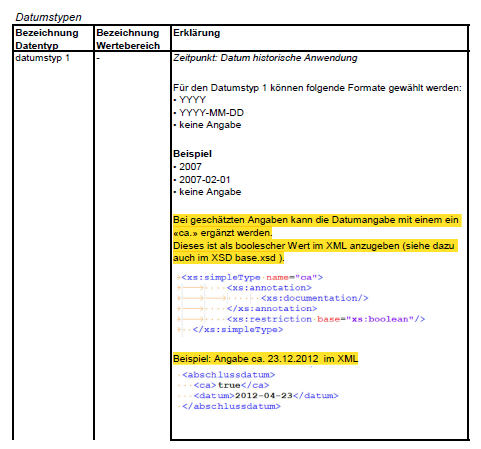 Datumstypen
Bezeichnung Datentyp
Bezeichnung Wertebereich
Erklärung
datumstyp 1
-
Zeitpunkt: Datum historische Anwendung
Für den Datumstyp 1 können folgende Formate gewählt werden:
• YYYY
• YYYY-MM-DD
• keine Angabe
Beispiel
• 2007
• 2007-02-01
• keine Angabe
Bei geschätzten Angaben kann die Datumangabe mit einem ein
«ca.» ergänzt werden.
Dieses ist als boolescher Wert im XML anzugeben (siehe dazu
auch im XSD base.xsd ).
<xs:simpleType name="ca">
<xs:annotation>
<xs:documentation/>
</xs:annotation>
<xs:restriction base="xs:boolean"/>
</xs:simpleType>
Beispiel: Angabe ca. 23.12.2012 im XML
<abschlussdatum>
<ca>true</ca>
<datum>2012-04-23</datum>
</abschlussdatum>